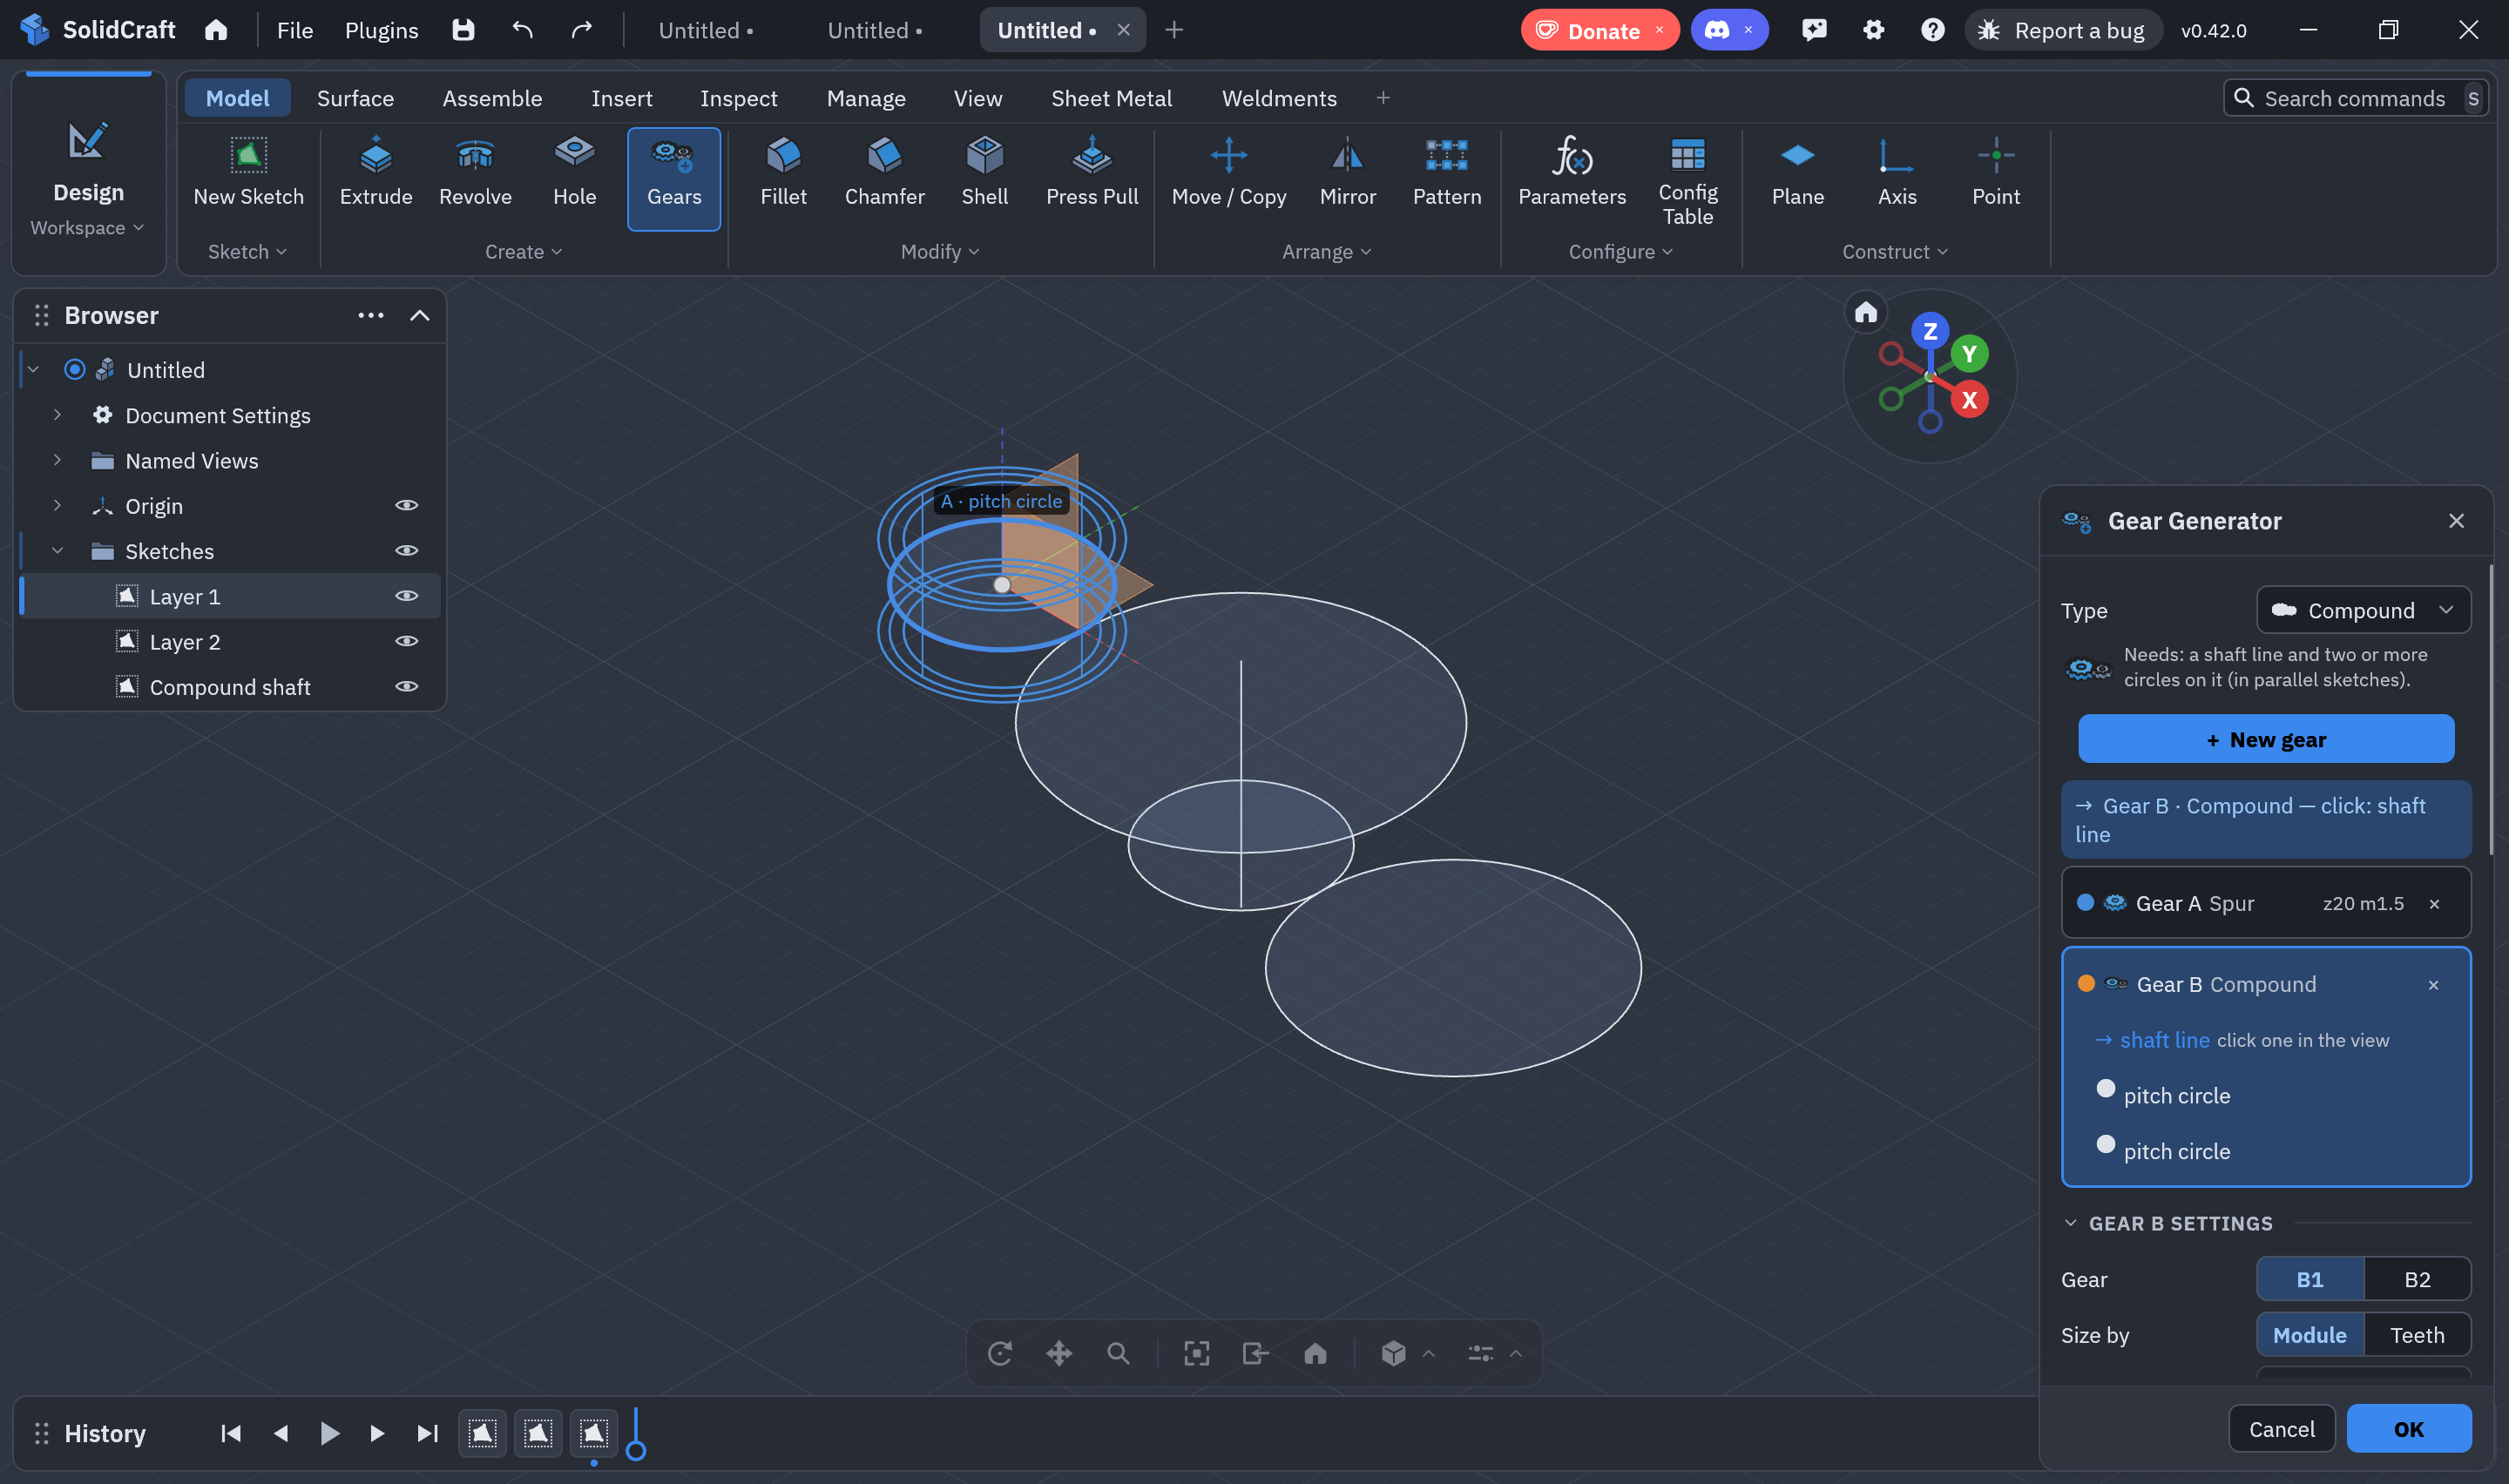 SolidCraft
File
Plugins
Untitled •
Untitled •
Untitled •
Donate
Report a bug
v0.42.0
Design
Workspace
Model
Surface
Assemble
Insert
Inspect
Manage
View
Sheet Metal
Weldments
Search commands
S
New Sketch
Extrude
Revolve
Hole
Gears
Fillet
Chamfer
Shell
Press Pull
Move / Copy
Mirror
Pattern
Parameters
Config
Table
Plane
Axis
Point
Sketch
Create
Modify
Arrange
Configure
Construct
Browser
Untitled
Document Settings
Named Views
Origin
Sketches
Layer 1
Layer 2
Compound shaft
A · pitch circle
Z
Y
X
Gear Generator
Type
Compound
Needs: a shaft line and two or more
circles on it (in parallel sketches).
+ New gear
→ Gear B · Compound — click: shaft
line
Gear A Spur z20 m1.5
Gear B Compound
→ shaft line click one in the view
pitch circle
pitch circle
GEAR B SETTINGS
Gear B1 B2
Size by Module Teeth
Cancel
OK
History